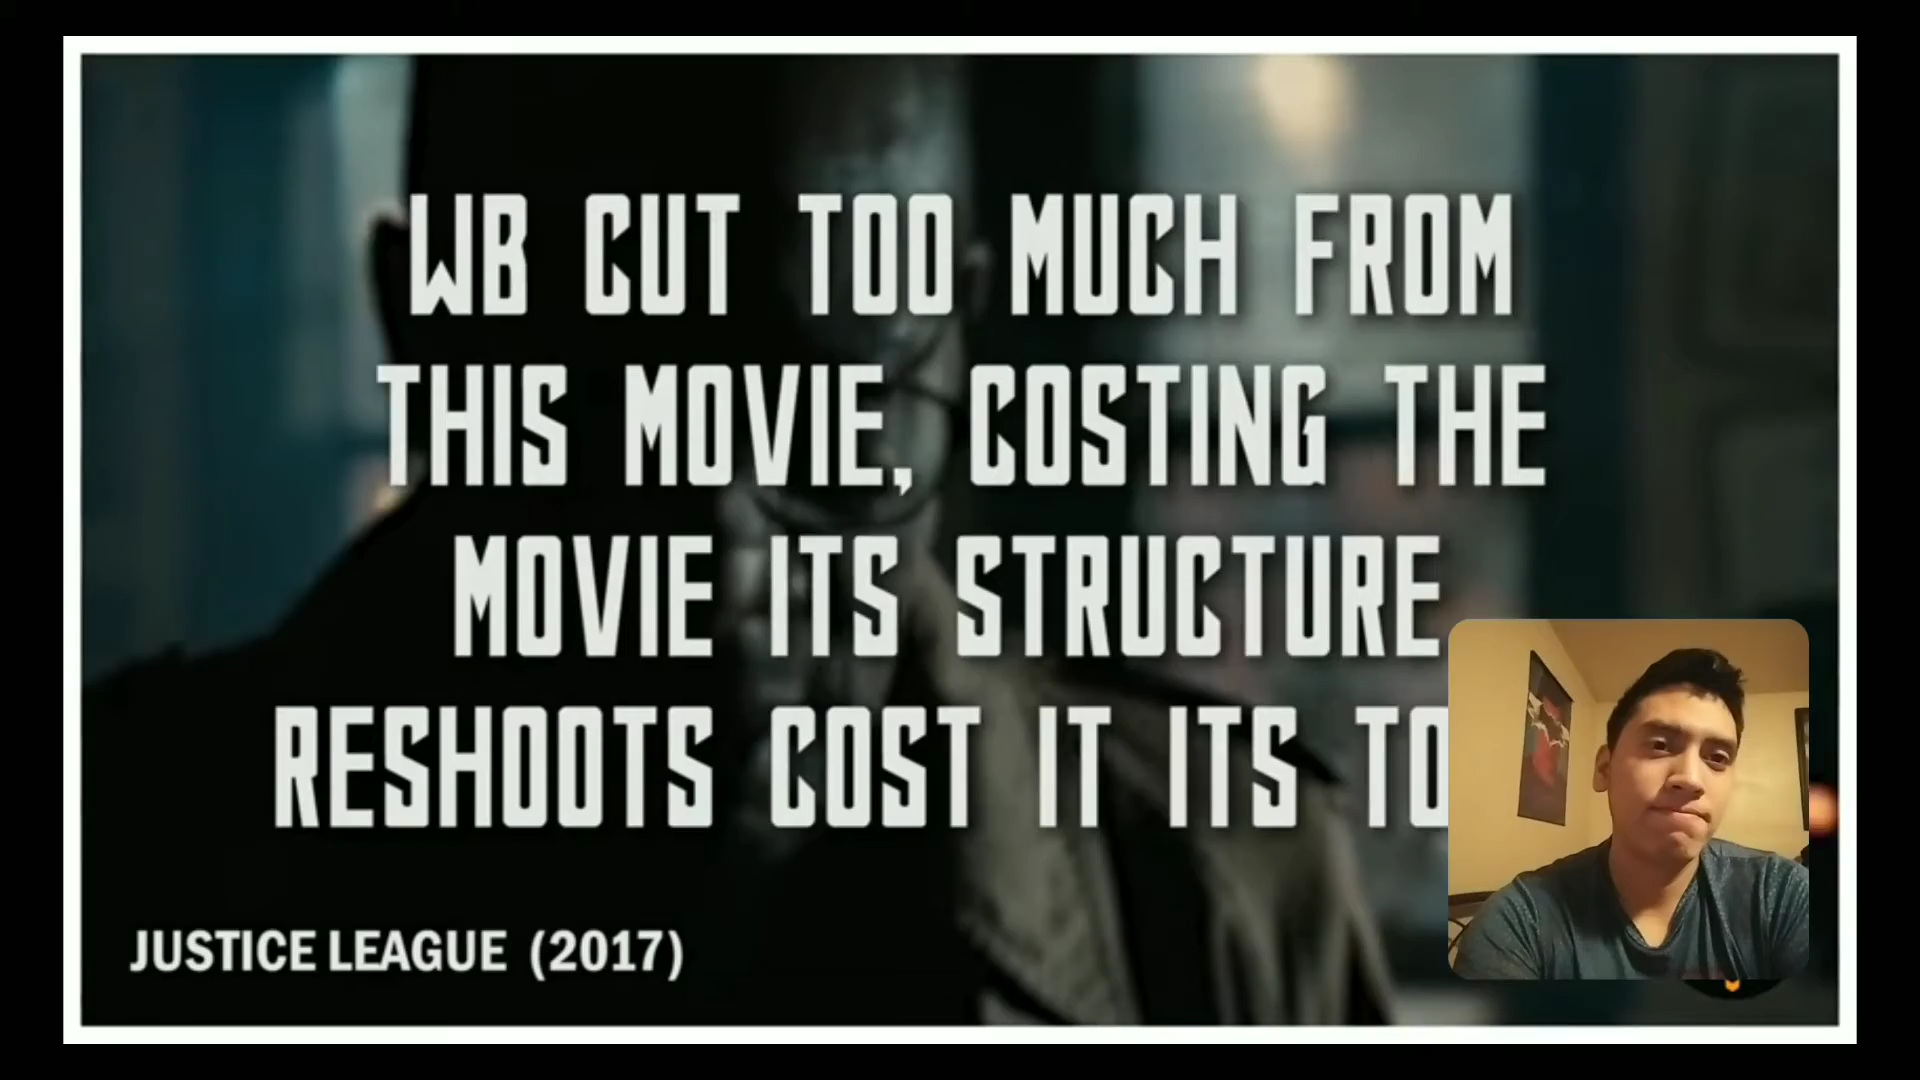 WB CUT TOO MUCH FROM
THIS MOVIE, COSTING THE
MOVIE ITS STRUCTURE
RESHOOTS COST IT ITS
JUSTICE LEAGUE (2017)